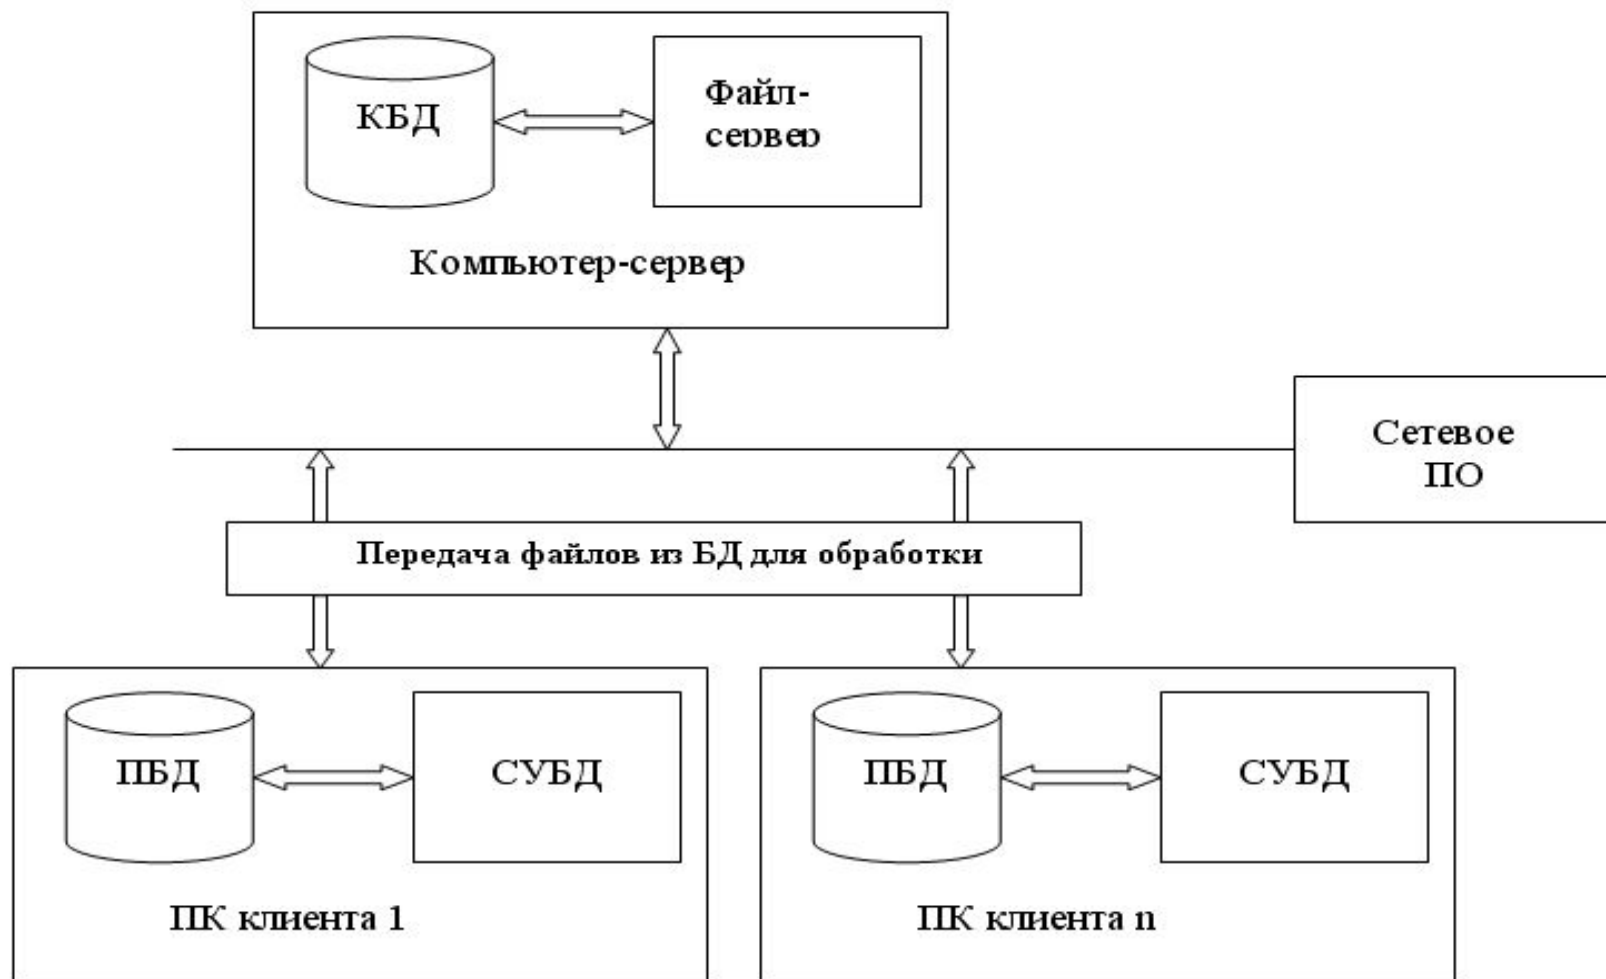 КБД
Файл-
сервер
Компьютер-сервер
Сетевое
ПО
Передача файлов из БД для обработки
ПБД
СУБД
ПБД
СУБД
ПК клиента 1
ПК клиента n